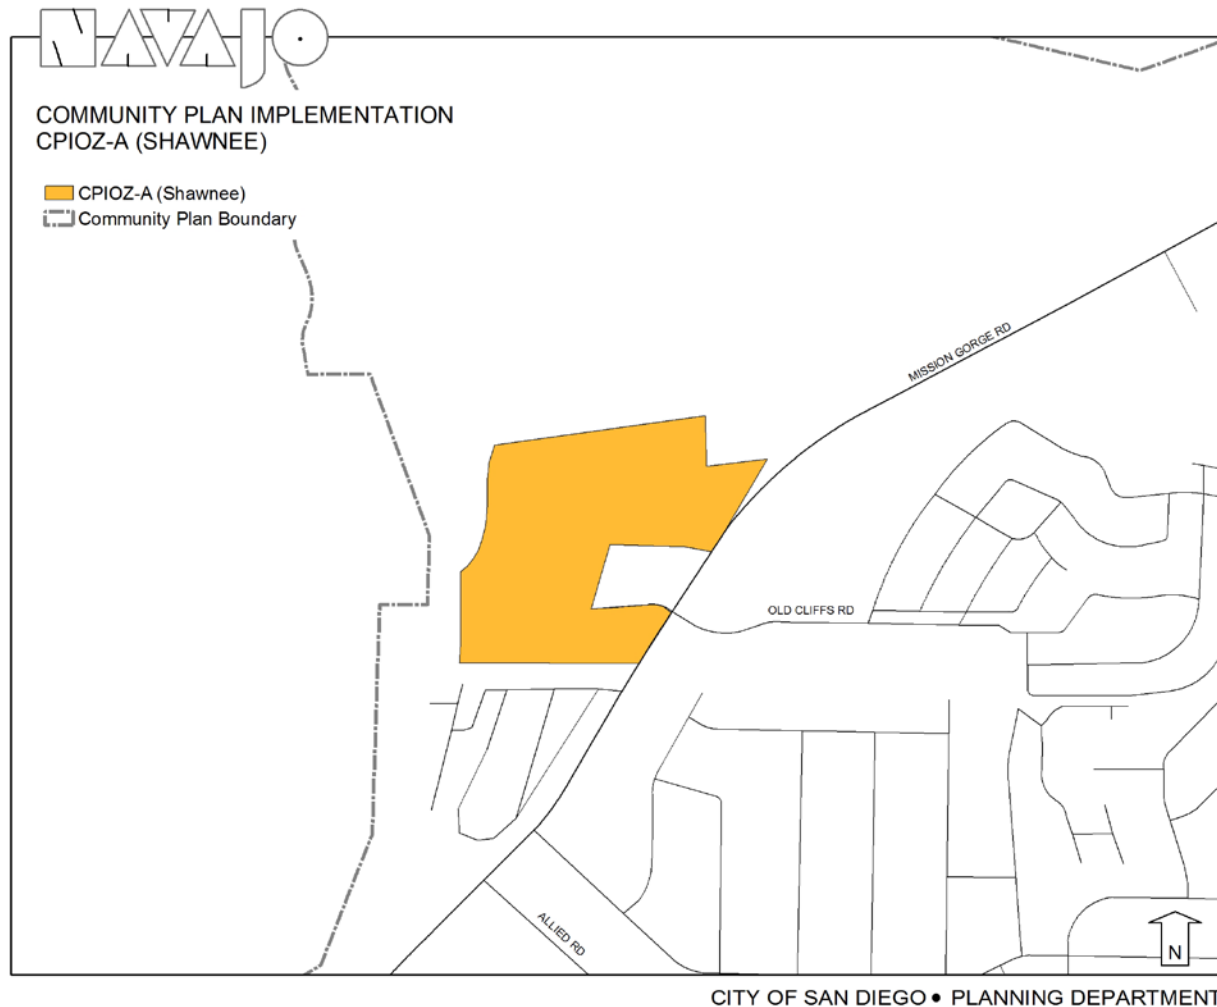 NAVAJO
COMMUNITY PLAN IMPLEMENTATION
CPIOZ-A (SHAWNEE)
CPIOZ-A (Shawnee)
Community Plan Boundary
MISSION GORGE RD
OLD CLIFFS RD
ALLIED RD
N
CITY OF SAN DIEGO • PLANNING DEPARTMENT